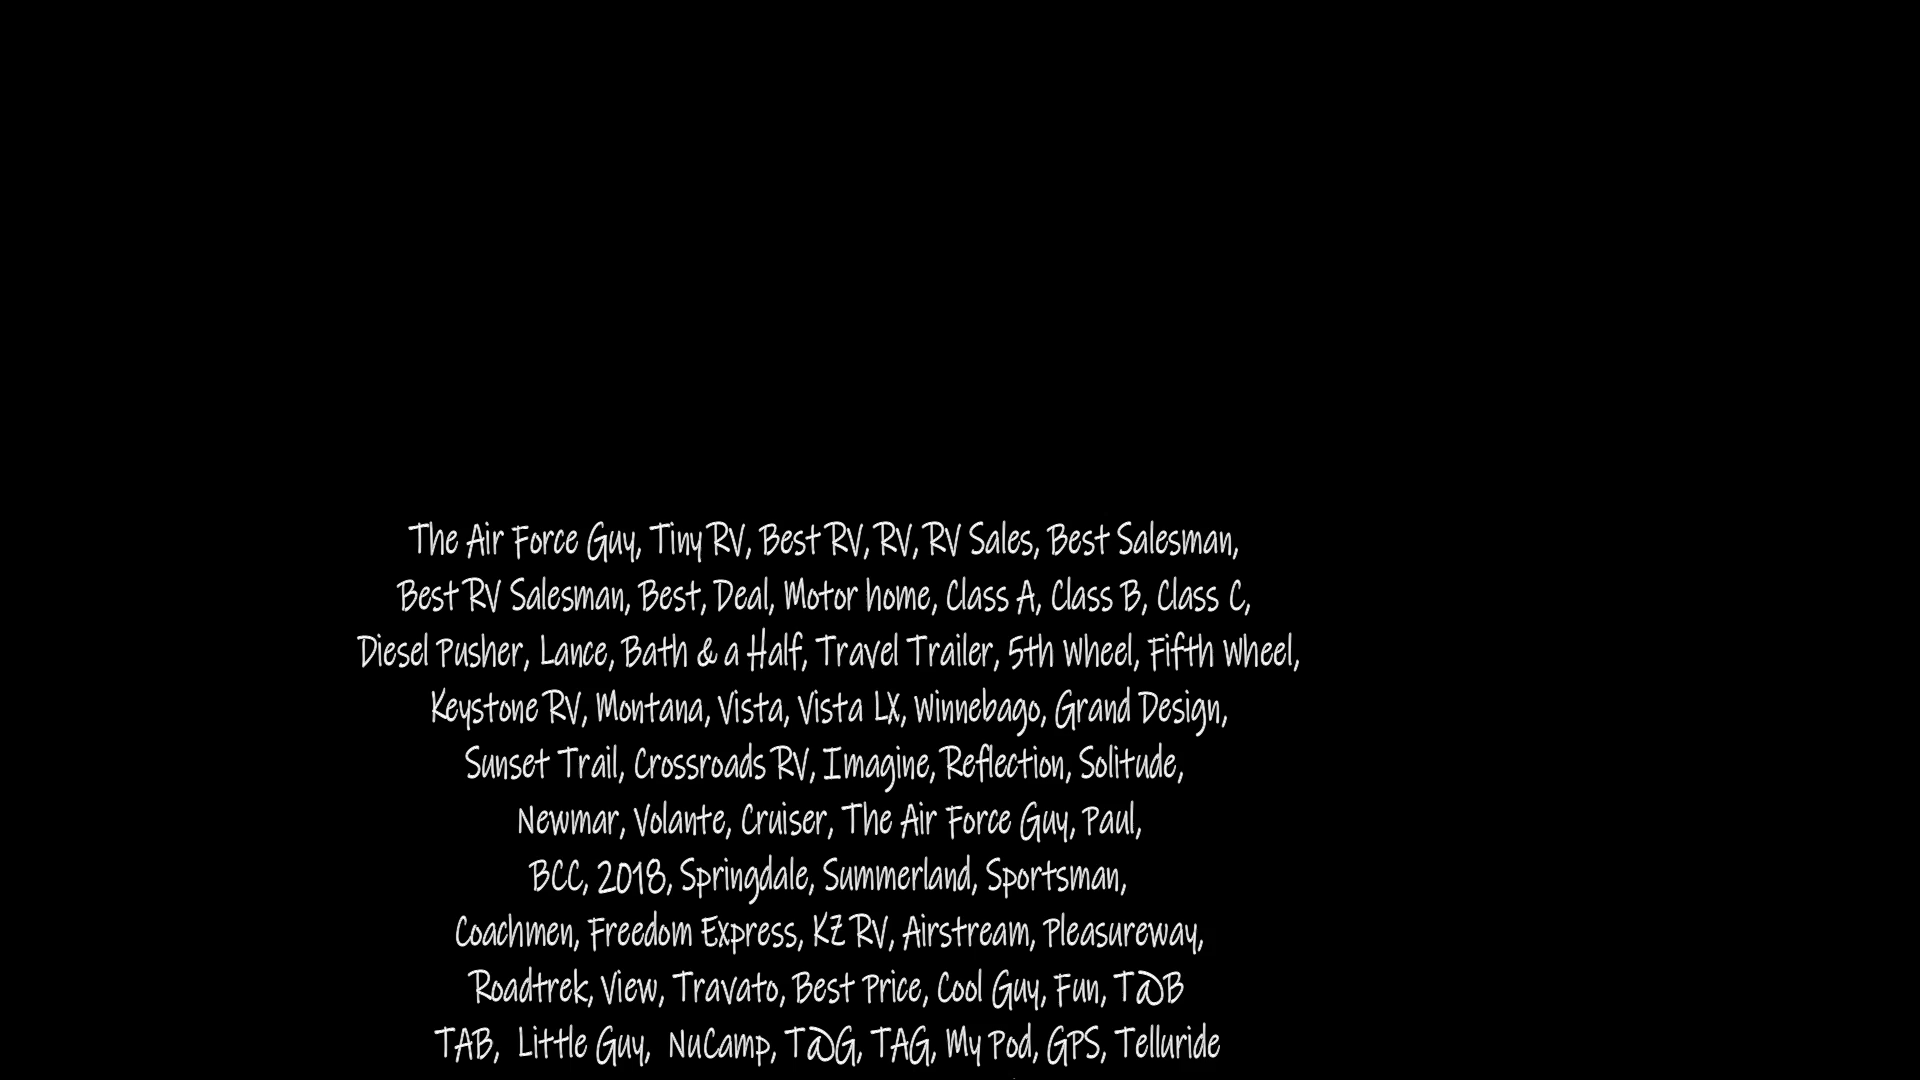 The Air Force Guy, Tiny RV, Best RV, RV, RV Sales, Best Salesman,
Best RV Salesman, Best, Deal, Motor home, Class A, Class B, Class C,
Diesel Pusher, Lance, Bath & a Half, Travel Trailer, 5th Wheel, Fifth Wheel,
Keystone RV, Montana, Vista, Vista LX, Winnebago, Grand Design,
Sunset Trail, Crossroads RV, Imagine, Reflection, Solitude,
Newmar, Volante, Cruiser, The Air Force Guy, Paul,
BCC, 2018, Springdale, Summerland, Sportsman,
Coachmen, Freedom Express, KZ RV, Airstream, Pleasureway,
Roadtrek, View, Travato, Best Price, Cool Guy, Fun, T@B
TAB, Little Guy, NuCamp, T@G, TAG, My Pod, GPS, Telluride